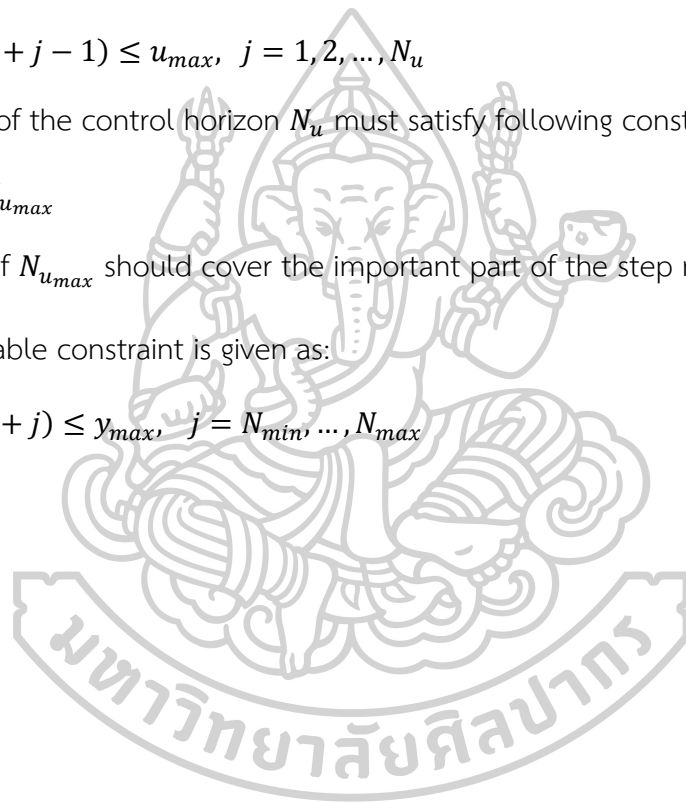 + j − 1) ≤ u_max, j = 1, 2, … , N_u
of the control horizon N_u must satisfy following const
u_max
f N_{u_max} should cover the important part of the step r
able constraint is given as:
+ j) ≤ y_max, j = N_min, … , N_max
มหาวิทยาลัยศิลปากร